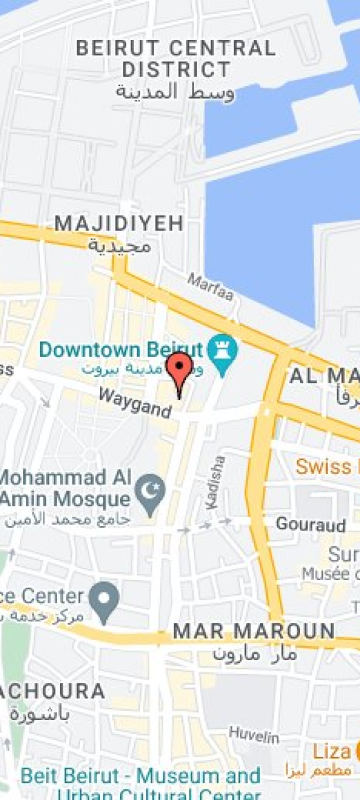 BEIRUT CENTRAL
DISTRICT
وسط المدينة
MAJIDIYEH
مجيدية
Marfaa
Downtown Beirut
مدينة بيروت
AL MA
رفأ
ss
Waygand
Mohammad Al
Amin Mosque
جامع محمد الأمين
Kadisha
Swiss
Gouraud
Sur
Musée
ce Center
مركز خدمة
T
MAR MAROUN
مار مارون
ACHOURA
باشورة
Huvelin
Liza
مطعم ليزا
Beit Beirut - Museum and
Urban Cultural Center